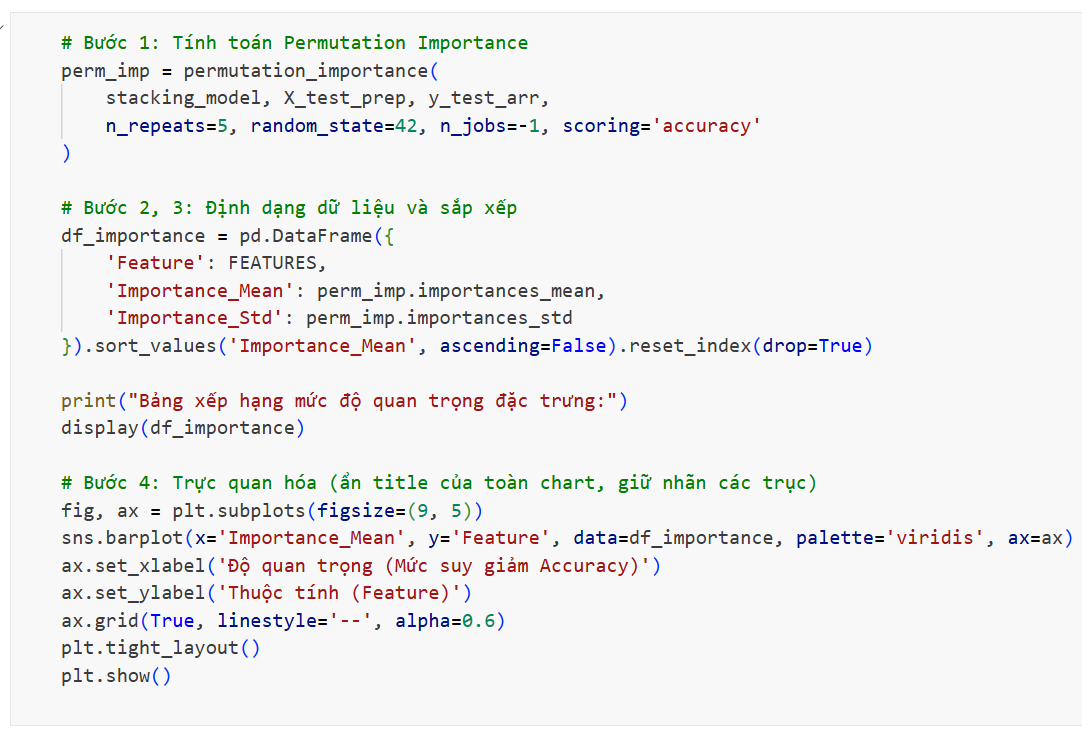 # Bước 1: Tính toán Permutation Importance
perm_imp = permutation_importance(
    stacking_model, X_test_prep, y_test_arr,
    n_repeats=5, random_state=42, n_jobs=-1, scoring='accuracy'
)
# Bước 2, 3: Định dạng dữ liệu và sắp xếp
df_importance = pd.DataFrame({
    'Feature': FEATURES,
    'Importance_Mean': perm_imp.importances_mean,
    'Importance_Std': perm_imp.importances_std
}).sort_values('Importance_Mean', ascending=False).reset_index(drop=True)
print("Bảng xếp hạng mức độ quan trọng đặc trưng:")
display(df_importance)
# Bước 4: Trực quan hóa (ẩn title của toàn chart, giữ nhãn các trục)
fig, ax = plt.subplots(figsize=(9, 5))
sns.barplot(x='Importance_Mean', y='Feature', data=df_importance, palette='viridis', ax=ax)
ax.set_xlabel('Độ quan trọng (Mức suy giảm Accuracy)')
ax.set_ylabel('Thuộc tính (Feature)')
ax.grid(True, linestyle='--', alpha=0.6)
plt.tight_layout()
plt.show()